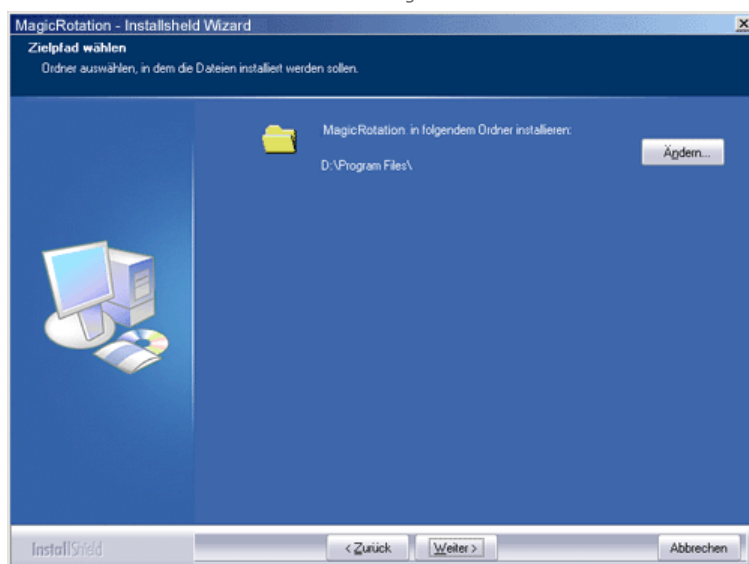 MagicRotation - Installsheld Wizard
Zielpfad wählen
Ordner auswählen, in dem die Dateien installiert werden sollen.
MagicRotation in folgendem Ordner installieren:
Ändern...
D:\Program Files\
InstallShield
< Zurück
Weiter >
Abbrechen